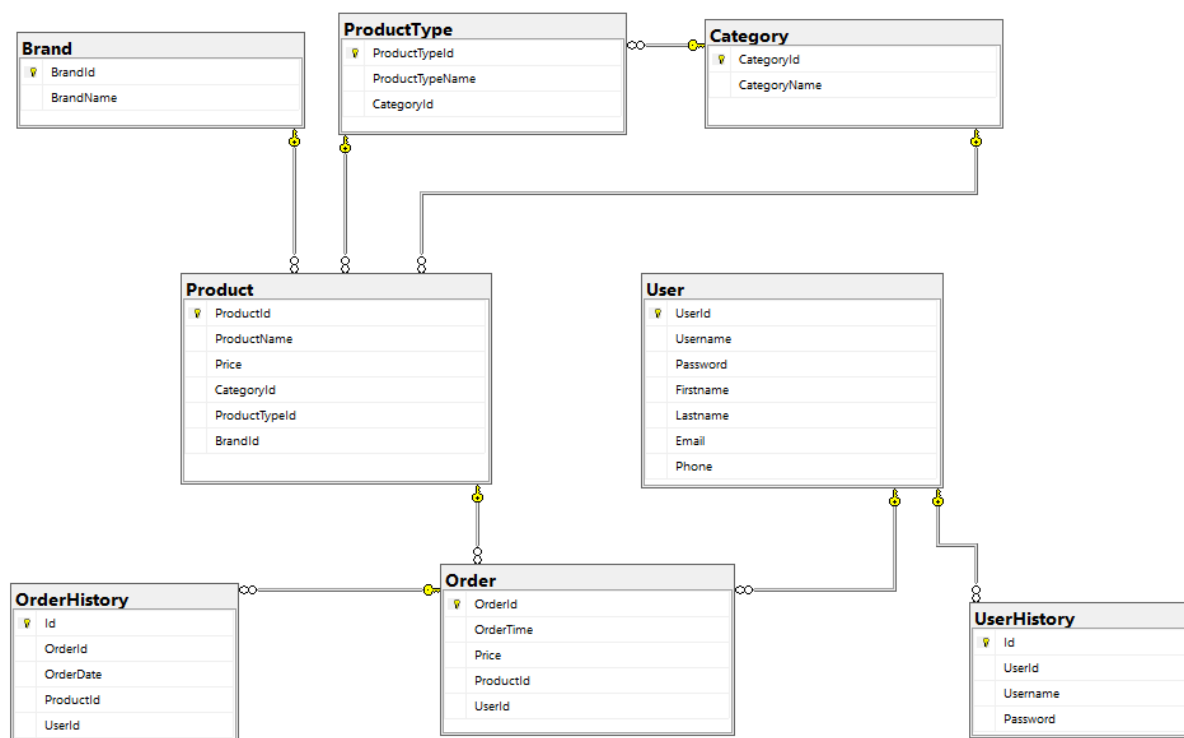 Brand
BrandId
BrandName
ProductType
ProductTypeId
ProductTypeName
CategoryId
Category
CategoryId
CategoryName
Product
ProductId
ProductName
Price
CategoryId
ProductTypeId
BrandId
User
UserId
Username
Password
Firstname
Lastname
Email
Phone
OrderHistory
Id
OrderId
OrderDate
ProductId
UserId
Order
OrderId
OrderTime
Price
ProductId
UserId
UserHistory
Id
UserId
Username
Password